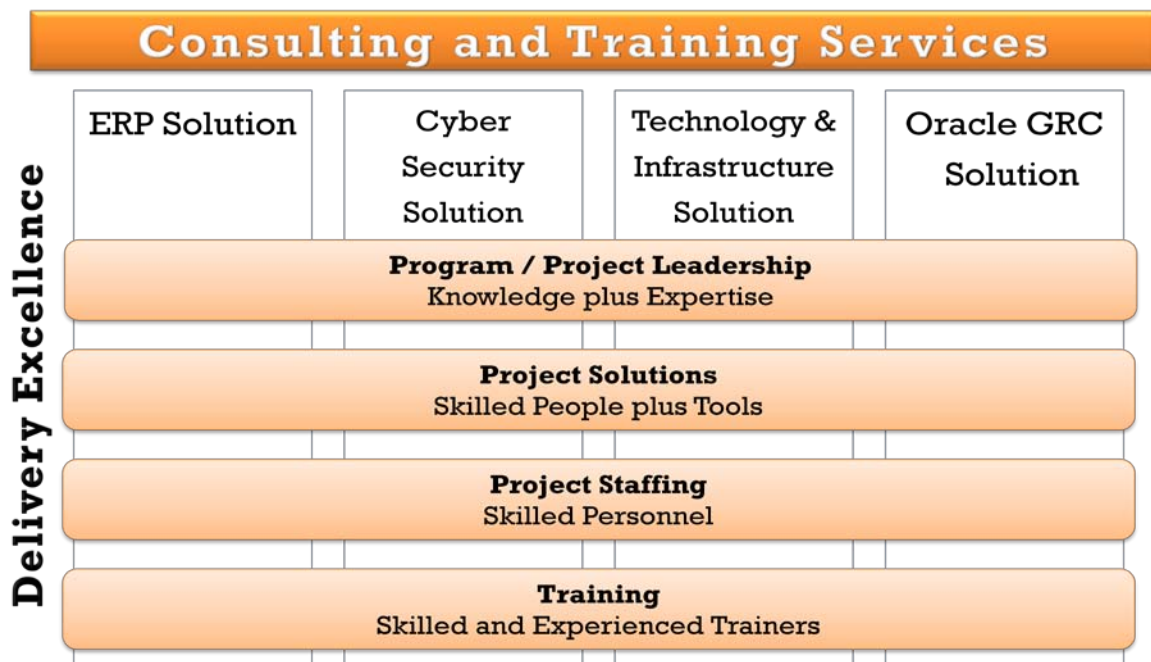 Consulting and Training Services
Delivery Excellence
ERP Solution
Cyber
Security
Solution
Technology &
Infrastructure
Solution
Oracle GRC
Solution
Program / Project Leadership
Knowledge plus Expertise
Project Solutions
Skilled People plus Tools
Project Staffing
Skilled Personnel
Training
Skilled and Experienced Trainers